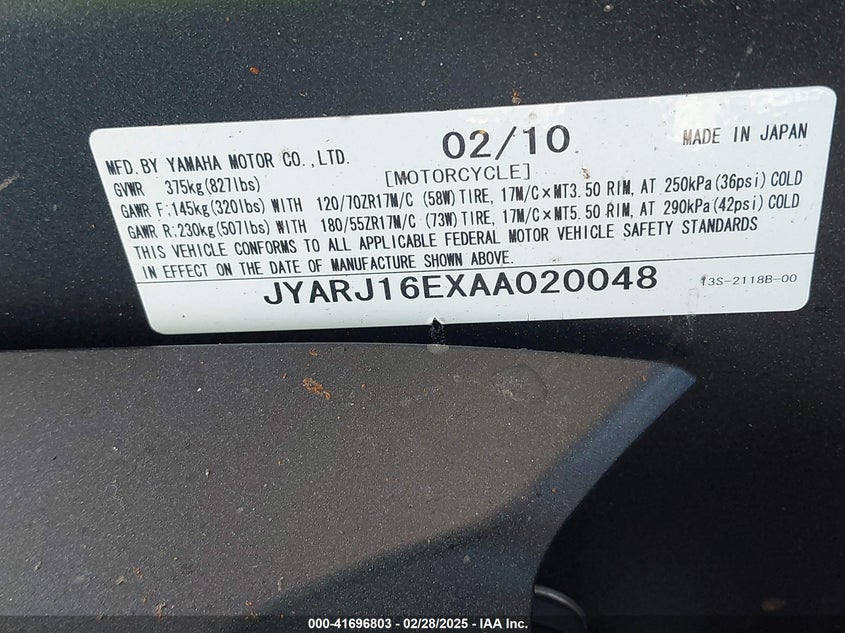 02/10
MADE IN JAPAN
MFD. BY YAMAHA MOTOR CO.,LTD.
[MOTORCYCLE]
GVWR 375kg(827lbs)
GAWR F:145kg(320lbs) WITH 120/70ZR17M/C (58W)TIRE, 17M/C×MT3.50 RIM, AT 250kPa(36psi) COLD
GAWR R:230kg(507lbs) WITH 180/55ZR17M/C (73W)TIRE, 17M/C×MT5.50 RIM, AT 290kPa(42psi) COLD
THIS VEHICLE CONFORMS TO ALL APPLICABLE FEDERAL MOTOR VEHICLE SAFETY STANDARDS
IN EFFECT ON THE DATE OF MANUFACTURE SHOWN ABOVE.
JYARJ16EXAA020048
13S-2118B-00
000-41696803 - 02/28/2025 - IAA Inc.